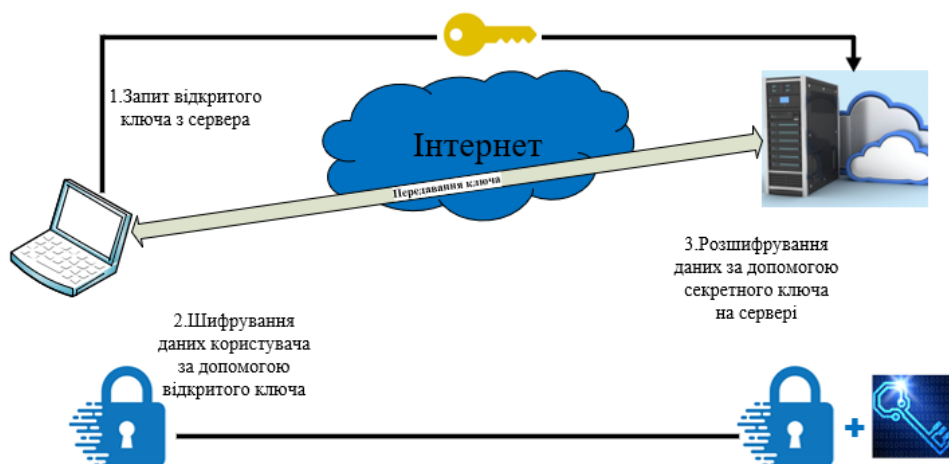 1.Запит відкритого
ключа з сервера
Інтернет
Передавання ключа
3.Розшифрування
даних за допомогою
секретного ключа
на сервері
2.Шифрування
даних користувача
за допомогою
відкритого ключа
+